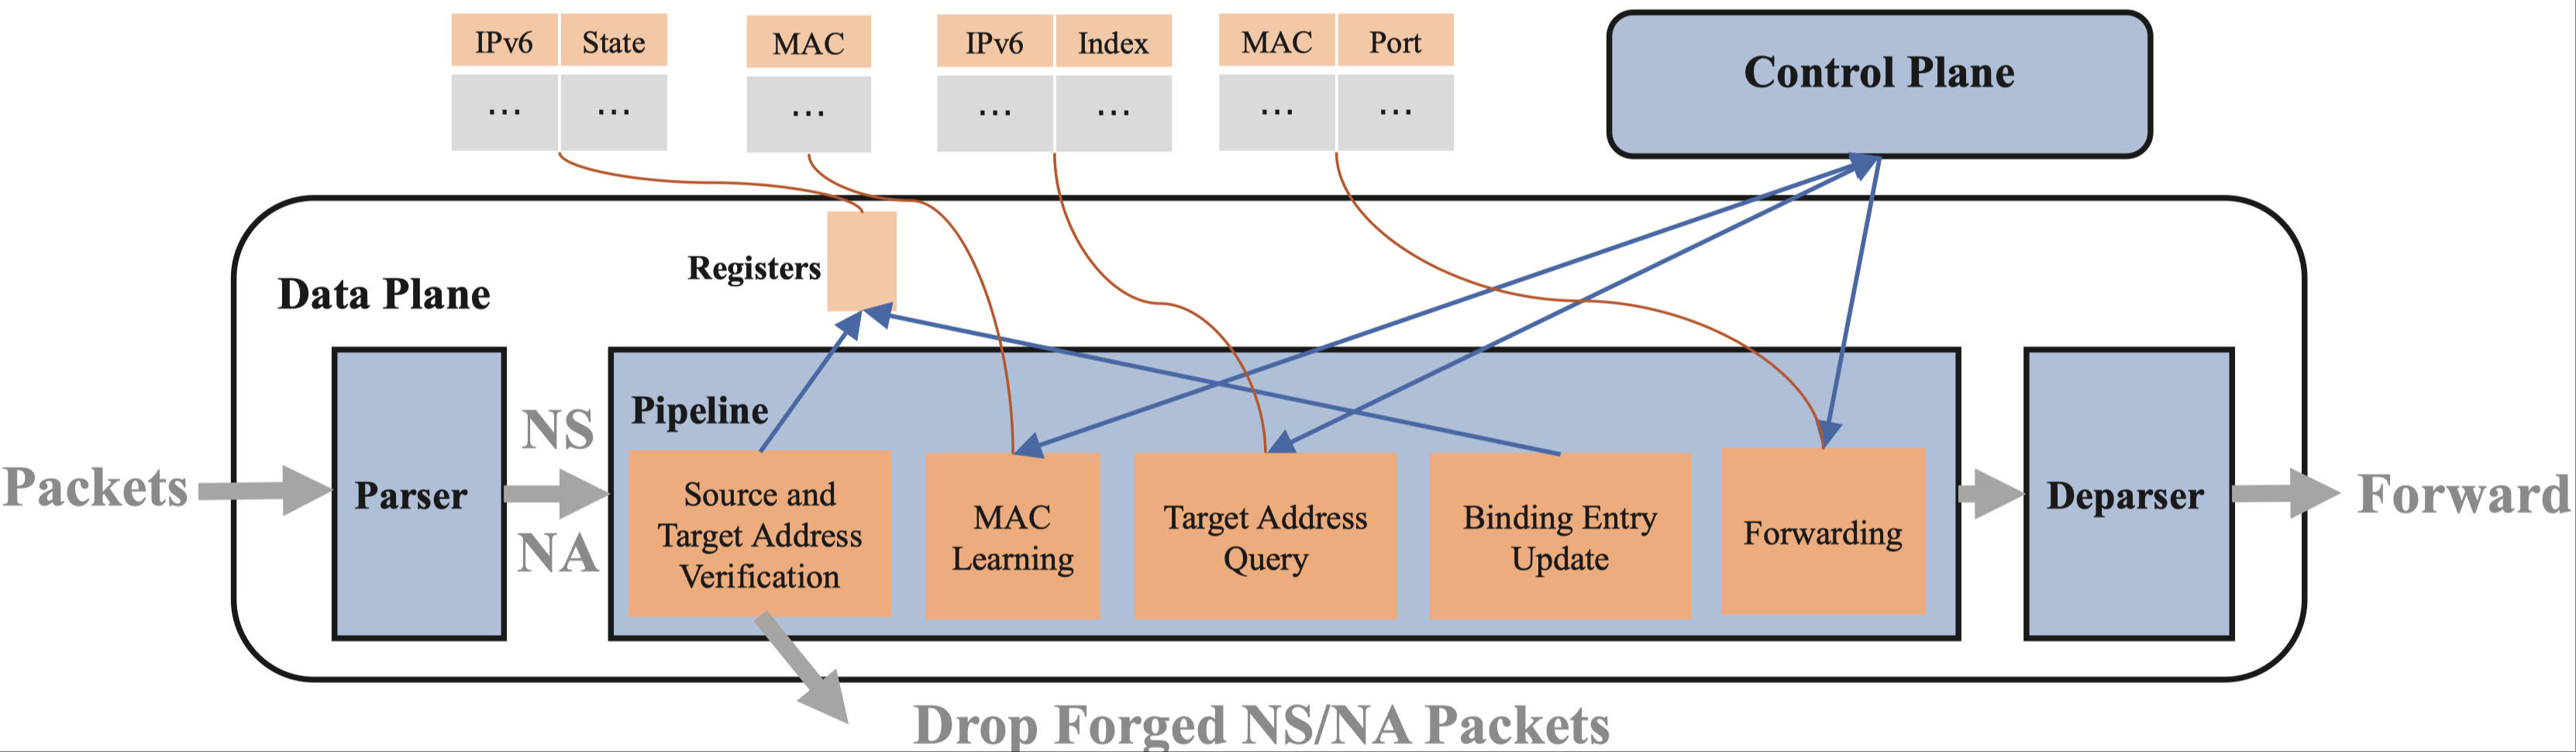 IPv6 State MAC IPv6 Index MAC Port
... ... ... ... ... ... ...
Control Plane
Registers
Data Plane
Pipeline
Packets
Parser
NS
NA
Source and
Target Address
Verification
MAC
Learning
Target Address
Query
Binding Entry
Update
Forwarding
Deparser
Forward
Drop Forged NS/NA Packets